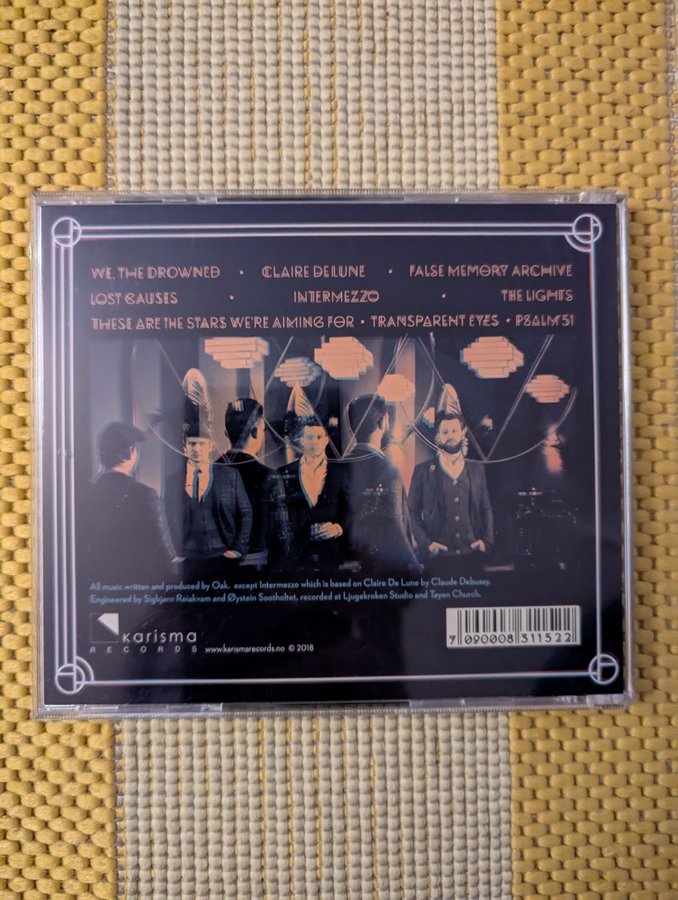 WE, THE DROWNED • CLAIRE DE LUNE • FALSE MEMORY ARCHIVE
LOST CAUSES • INTERMEZZO • THE LIGHTS
THESE ARE THE STARS WE'RE AIMING FOR • TRANSPARENT EYES • PSALM 51
All music written and produced by Oak. except Intermezzo which is based on Claire De Lune by Claude Debussy.
Engineered by Sigbjørn Reiakvam and Øystein Sootholtet, recorded at Ljugekroken Studio and Tøyen Church.
karisma
RECORDS www.karismarecords.no © 2018
7 090008 311522